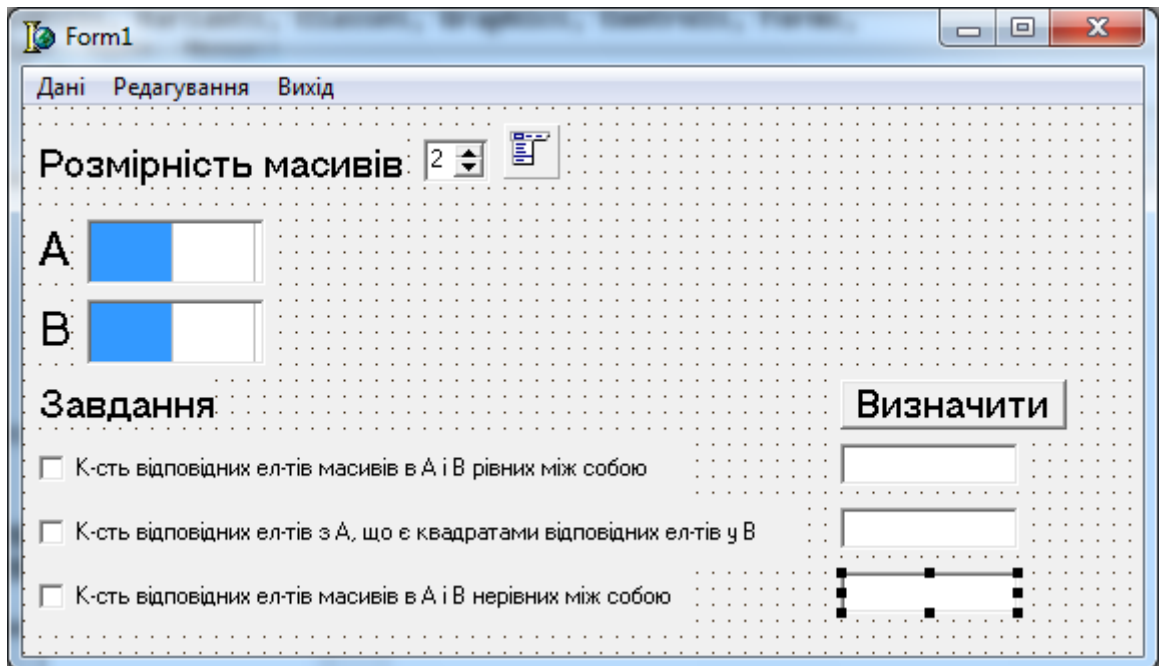 Form1
Дані Редагування Вихід
Розмірність масивів 2
A
B
Завдання Визначити
К-сть відповідних ел-тів масивів в А і В рівних між собою
К-сть відповідних ел-тів з А, що є квадратами відповідних ел-тів у В
К-сть відповідних ел-тів масивів в А і В нерівних між собою